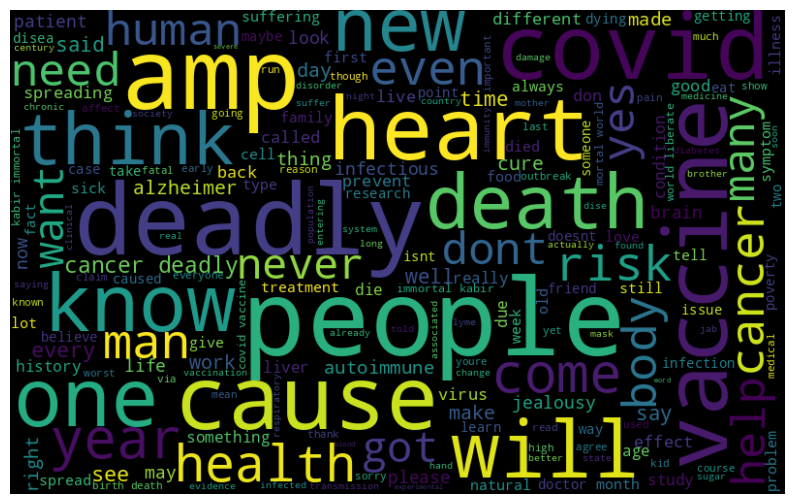 disea
century
patient
suffering
severe
maybe
said
human
look
new
different
dying
made
getting
much
covid
illness
need
spreading
amp
day
first
run
disorder
even
though
always
damage
immunity
important
good
eat
show
chronic
affect
suffer
night
live
point
country
mother
don
pain
medicine
society
going
family
time
last
someone
yes
think
heart
called
died
condition
many
symptom
mortal world
world liberate
diabetes
kabir immortal
case
take
fatal
early
reason
cell
thing
infectious
cure
outbreak
type
prevent
food
brother
soon
sick
back
want
alzheimer
research
dise
brain
two
now
fact
clinical
deadly
population
entering
death
vaccine
real
system
long
isnt
dont
doesnt love
actually
found
risk
tell
poverty
saying
claim
caused
everyone
cancer deadly
never
well
really
known
lot
treatment
die
immortal kabir
friend
still
issue
cancer
know
people
due
old
body
jab
believe
give
already
told
associated
lyme
week
yet
mask
medical
man
covid vaccine
youre
change
come
infection
every
history
worst
via
work
vaccination
liver
autoimmune
virus
help
life
mean
respiratory
make
jealousy
say
word
one
cause
year
something
thank
blood
got
learn
read
way
agree
state
will
effect
age
used
kid
problem
right
see
may
health
please
hand
high
better
study
course
sugar
spread
birth death
evidence
infected
transmission
sorry
experimental
natural
doctor
month